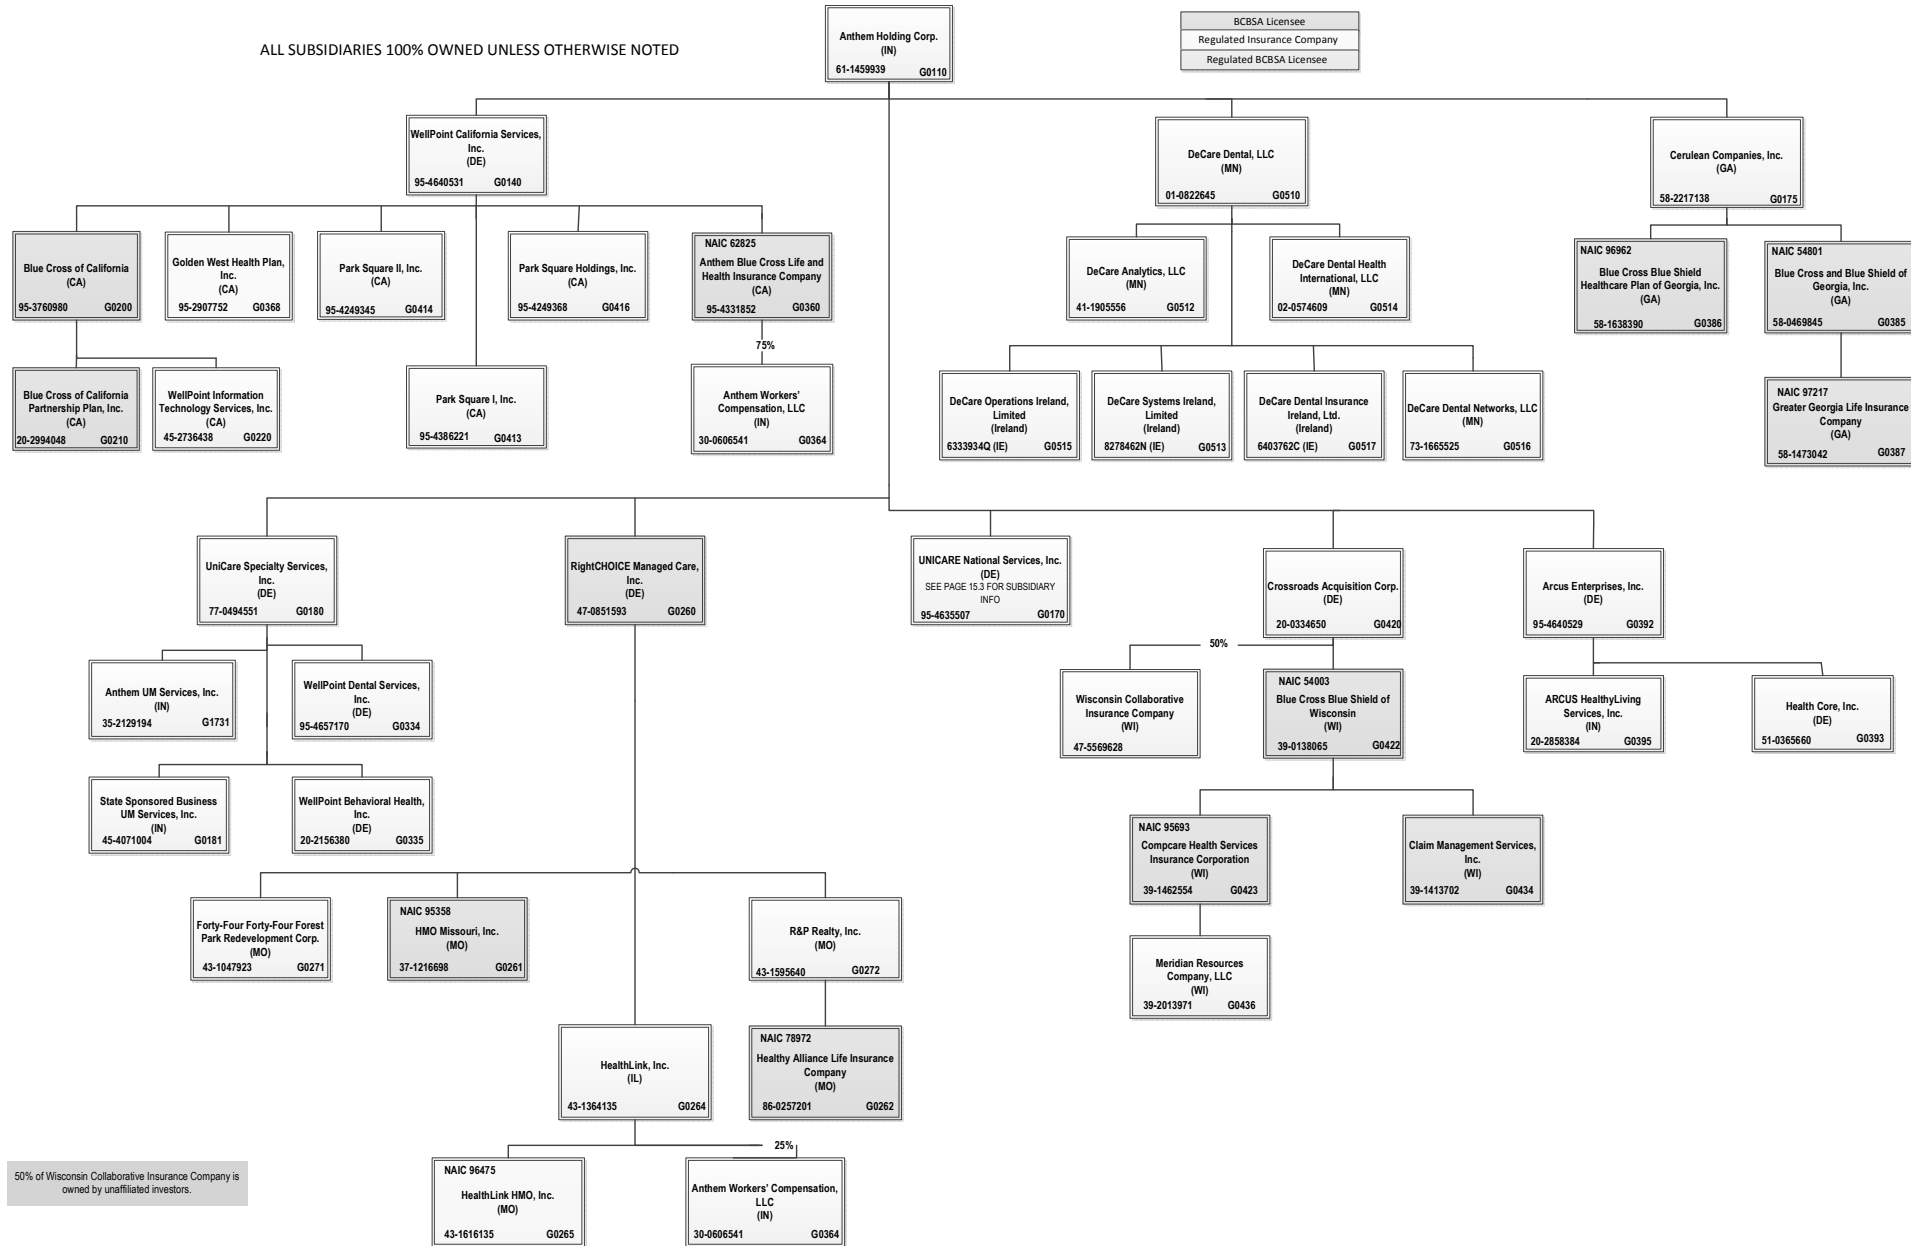 ALL SUBSIDIARIES 100% OWNED UNLESS OTHERWISE NOTED
Anthem Holding Corp.
(IN)
61-1459939 G0110
BCBSA Licensee
Regulated Insurance Company
Regulated BCBSA Licensee
WellPoint California Services,
Inc.
(DE)
95-4640531 G0140
DeCare Dental, LLC
(MN)
01-0822645 G0510
Cerulean Companies, Inc.
(GA)
58-2217138 G0175
Blue Cross of California
(CA)
95-3760980 G0200
Golden West Health Plan,
Inc.
(CA)
95-2907752 G0368
Park Square II, Inc.
(CA)
95-4249345 G0414
Park Square Holdings, Inc.
(CA)
95-4249368 G0416
NAIC 62825
Anthem Blue Cross Life and
Health Insurance Company
(CA)
95-4331852 G0360
DeCare Analytics, LLC
(MN)
41-1905556 G0512
DeCare Dental Health
International, LLC
(MN)
02-0574609 G0514
NAIC 96962
Blue Cross Blue Shield
Healthcare Plan of Georgia, Inc.
(GA)
58-1638390 G0386
NAIC 54801
Blue Cross and Blue Shield of
Georgia, Inc.
(GA)
58-0469845 G0385
75%
Blue Cross of California
Partnership Plan, Inc.
(CA)
20-2994048 G0210
WellPoint Information
Technology Services, Inc.
(CA)
45-2736438 G0220
Park Square I, Inc.
(CA)
95-4386221 G0413
Anthem Workers'
Compensation, LLC
(IN)
30-0606541 G0364
DeCare Operations Ireland,
Limited
(Ireland)
6333934Q (IE) G0515
DeCare Systems Ireland,
Limited
(Ireland)
8278462N (IE) G0513
DeCare Dental Insurance
Ireland, Ltd.
(Ireland)
6403762C (IE) G0517
DeCare Dental Networks, LLC
(MN)
73-1665525 G0516
NAIC 97217
Greater Georgia Life Insurance
Company
(GA)
58-1473042 G0387
UniCare Specialty Services,
Inc.
(DE)
77-0494551 G0180
RightCHOICE Managed Care,
Inc.
(DE)
47-0851593 G0260
UNICARE National Services, Inc.
(DE)
SEE PAGE 15.3 FOR SUBSIDIARY
INFO
95-4635507 G0170
Crossroads Acquisition Corp.
(DE)
20-0334650 G0420
Arcus Enterprises, Inc.
(DE)
95-4640529 G0392
50%
Anthem UM Services, Inc.
(IN)
35-2129194 G1731
WellPoint Dental Services,
Inc.
(DE)
95-4657170 G0334
Wisconsin Collaborative
Insurance Company
(WI)
47-5569628
NAIC 54003
Blue Cross Blue Shield of
Wisconsin
(WI)
39-0138065 G0422
ARCUS HealthyLiving
Services, Inc.
(IN)
20-2858384 G0395
Health Core, Inc.
(DE)
51-0365660 G0393
State Sponsored Business
UM Services, Inc.
(IN)
45-4071004 G0181
WellPoint Behavioral Health,
Inc.
(DE)
20-2156380 G0335
NAIC 95693
Compcare Health Services
Insurance Corporation
(WI)
39-1462554 G0423
Claim Management Services,
Inc.
(WI)
39-1413702 G0434
Forty-Four Forty-Four Forest
Park Redevelopment Corp.
(MO)
43-1047923 G0271
NAIC 95358
HMO Missouri, Inc.
(MO)
37-1216698 G0261
R&P Realty, Inc.
(MO)
43-1595640 G0272
Meridian Resources
Company, LLC
(WI)
39-2013971 G0436
HealthLink, Inc.
(IL)
43-1364135 G0264
NAIC 78972
Healthy Alliance Life Insurance
Company
(MO)
86-0257201 G0262
25%
50% of Wisconsin Collaborative Insurance Company is
owned by unaffiliated investors.
NAIC 96475
HealthLink HMO, Inc.
(MO)
43-1616135 G0265
Anthem Workers' Compensation,
LLC
(IN)
30-0606541 G0364